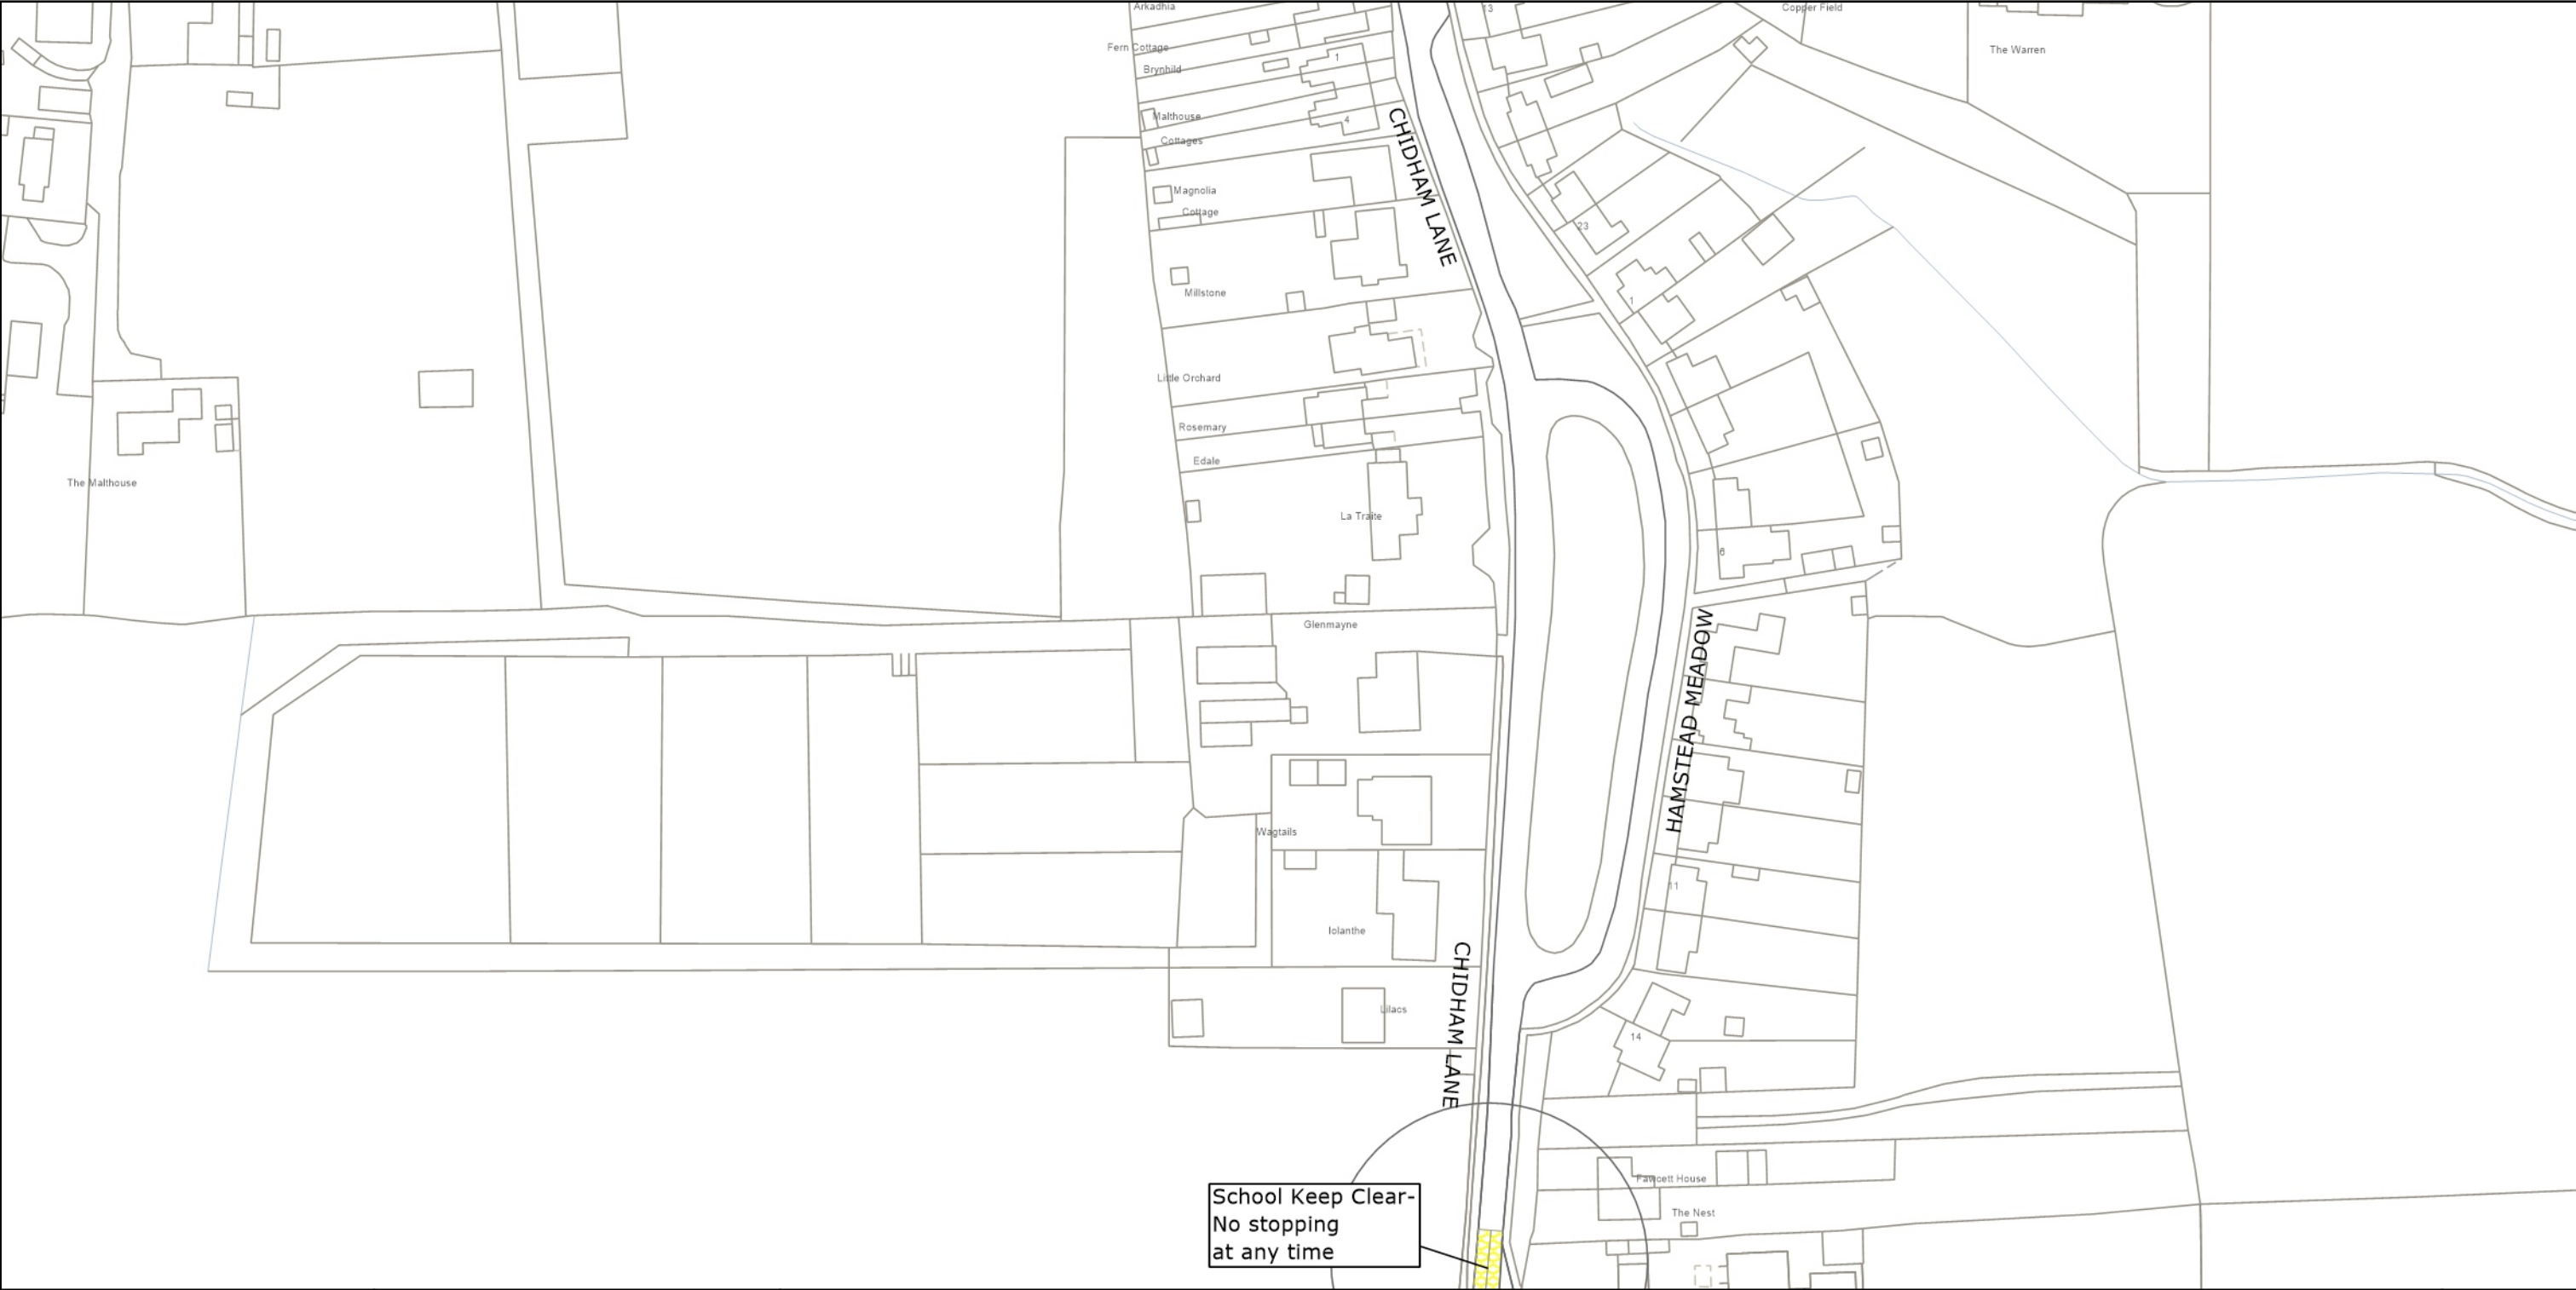 Arkadhia
13
Copper Field
Fern Cottage
The Warren
1
Brynhild
Malthouse
4
Cottages
CHIDHAM LANE
Magnolia
Cottage
23
Millstone
1
Little Orchard
Rosemary
Edale
The Malthouse
La Traite
6
Glenmayne
HAMSTEAD MEADOW
Wagtails
11
Iolanthe
CHIDHAM LANE
Lilacs
14
Fawcett House
School Keep Clear-
No stopping
at any time
The Nest